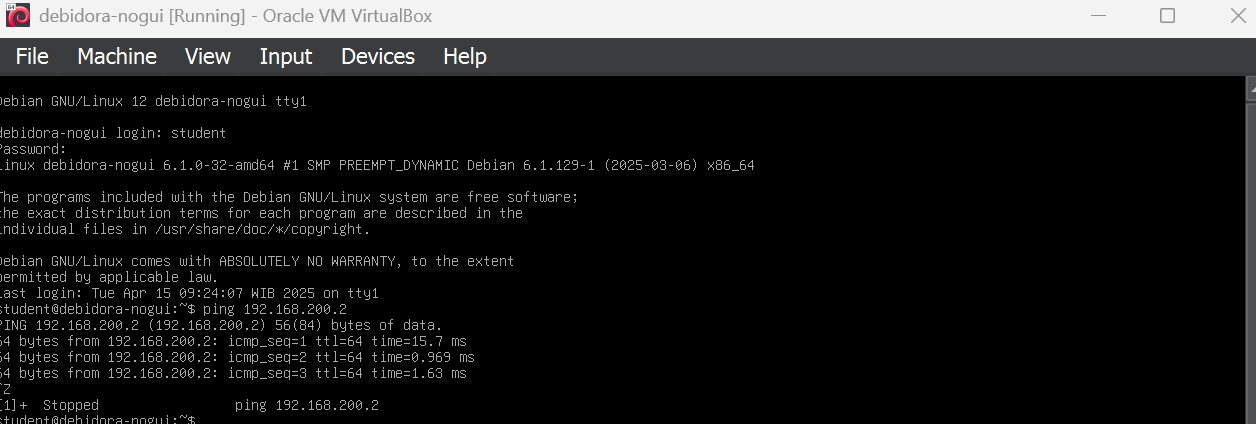 64
debidora-nogui [Running] - Oracle VM VirtualBox
File Machine View Input Devices Help
Debian GNU/Linux 12 debidora-nogui tty1
debidora-nogui login: student
Password:
Linux debidora-nogui 6.1.0-32-amd64 #1 SMP PREEMPT_DYNAMIC Debian 6.1.129-1 (2025-03-06) x86_64
The programs included with the Debian GNU/Linux system are free software;
the exact distribution terms for each program are described in the
individual files in /usr/share/doc/*/copyright.
Debian GNU/Linux comes with ABSOLUTELY NO WARRANTY, to the extent
permitted by applicable law.
Last login: Tue Apr 15 09:24:07 WIB 2025 on tty1
student@debidora-nogui:~$ ping 192.168.200.2
PING 192.168.200.2 (192.168.200.2) 56(84) bytes of data.
64 bytes from 192.168.200.2: icmp_seq=1 ttl=64 time=15.7 ms
64 bytes from 192.168.200.2: icmp_seq=2 ttl=64 time=0.969 ms
64 bytes from 192.168.200.2: icmp_seq=3 ttl=64 time=1.63 ms
^Z
[1]+  Stopped                 ping 192.168.200.2
student@debidora-nogui:~$